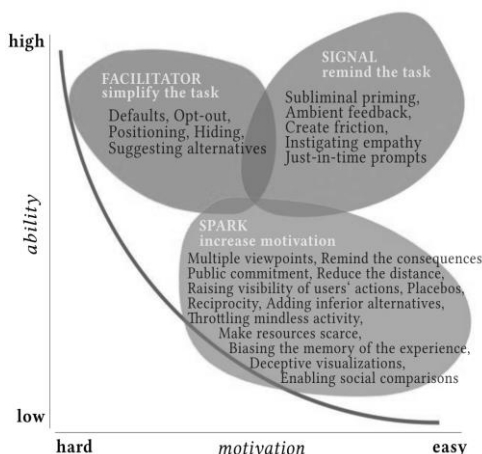 high
FACILITATOR
simplify the task
Defaults, Opt-out,
Positioning, Hiding,
Suggesting alternatives
SIGNAL
remind the task
Subliminal priming,
Ambient feedback,
Create friction,
Instigating empathy
Just-in-time prompts
ability
SPARK
increase motivation
Multiple viewpoints, Remind the consequences
Public commitment, Reduce the distance,
Raising visibility of users' actions, Placebos,
Reciprocity, Adding inferior alternatives,
Throttling mindless activity,
Make resources scarce,
Biasing the memory of the experience,
Deceptive visualizations,
Enabling social comparisons
low
hard
motivation
easy